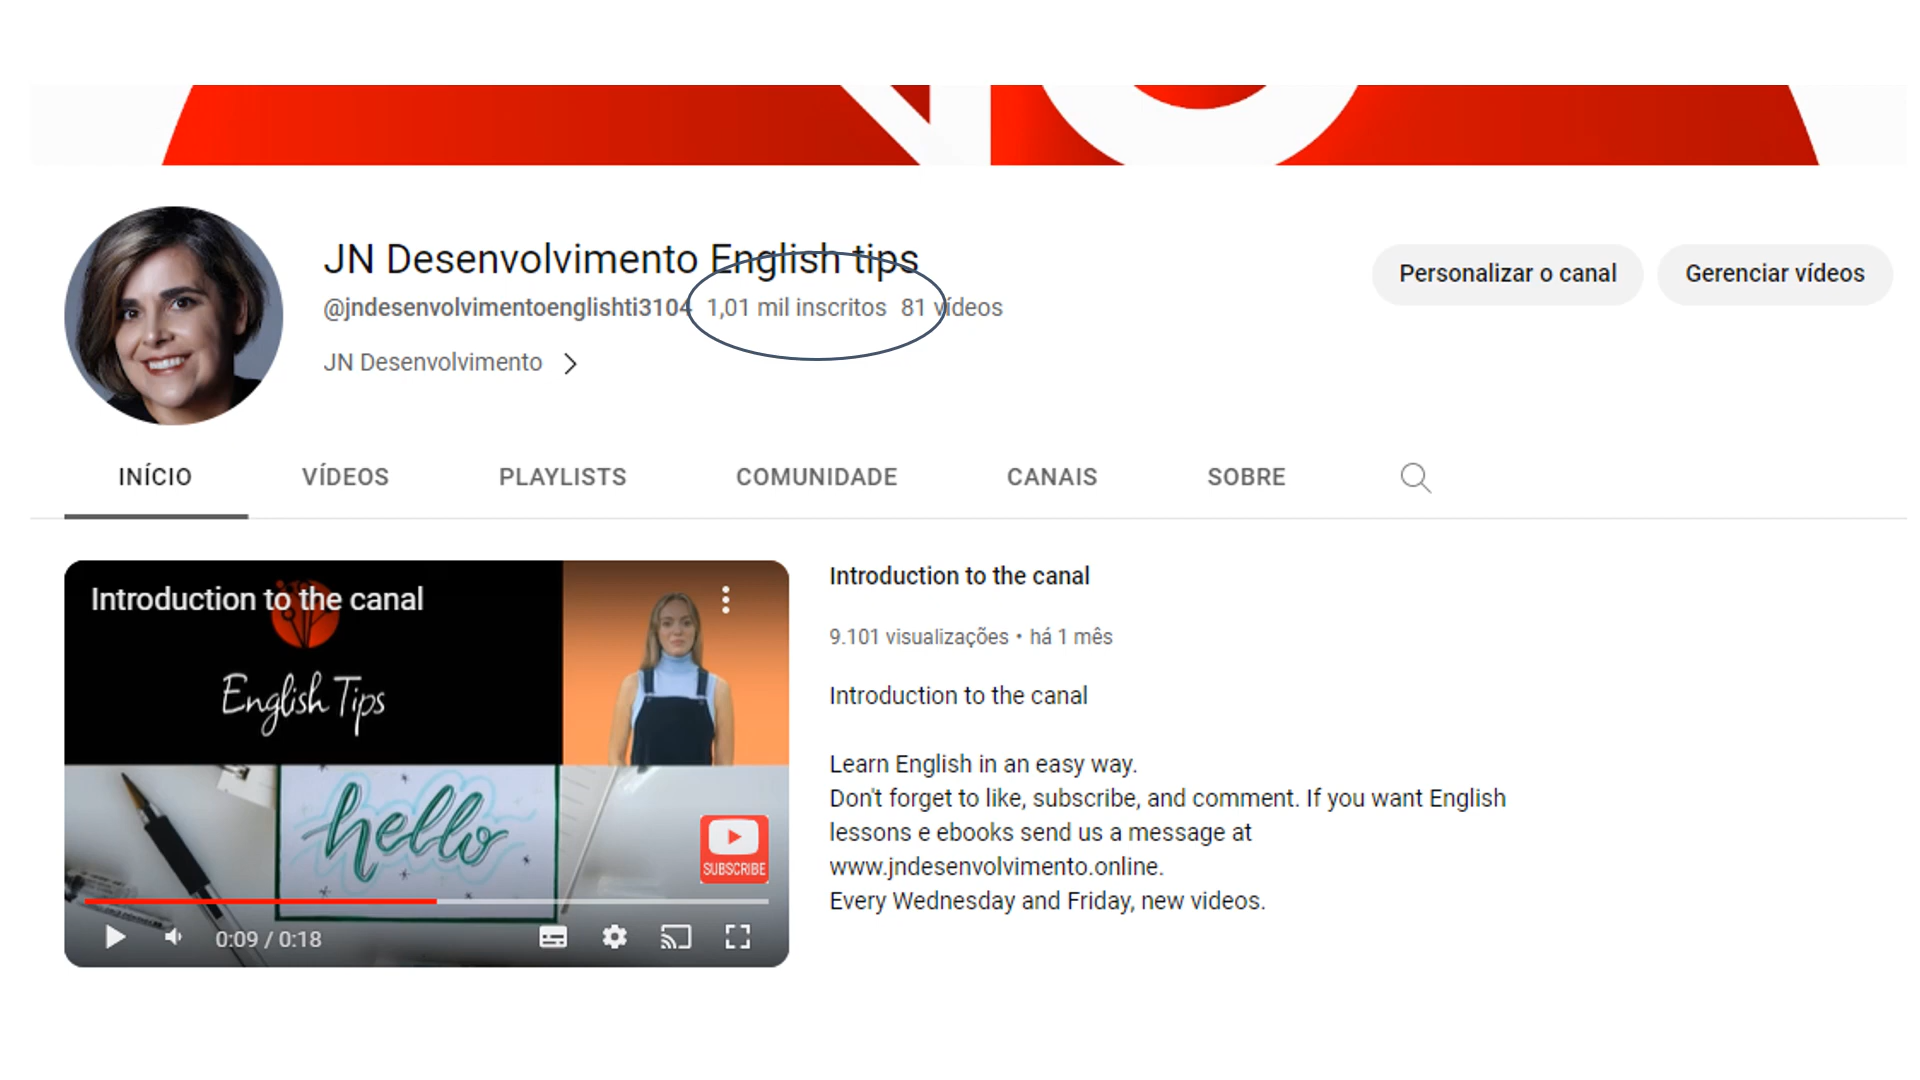 JN Desenvolvimento English tips
@jndesenvolvimentoenglishti3104 1,01 mil inscritos 81 vídeos
JN Desenvolvimento
Personalizar o canal
Gerenciar vídeos
INÍCIO VÍDEOS PLAYLISTS COMUNIDADE CANAIS SOBRE
Introduction to the canal
English Tips
hello
SUBSCRIBE
0:09 / 0:18
Introduction to the canal
9.101 visualizações • há 1 mês
Introduction to the canal
Learn English in an easy way.
Don't forget to like, subscribe, and comment. If you want English
lessons e ebooks send us a message at
www.jndesenvolvimento.online.
Every Wednesday and Friday, new videos.